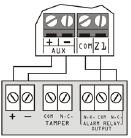 + - COM Z1
AUX
+ - COM N·C· N·O· COM N·C·
TAMPER ALARM RELAY
OUTPUT